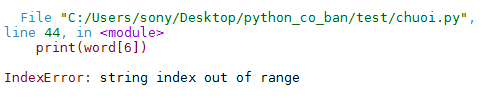 File "C:/Users/sony/Desktop/python_co_ban/test/chuoi.py",
line 44, in <module>
print(word[6])
IndexError: string index out of range